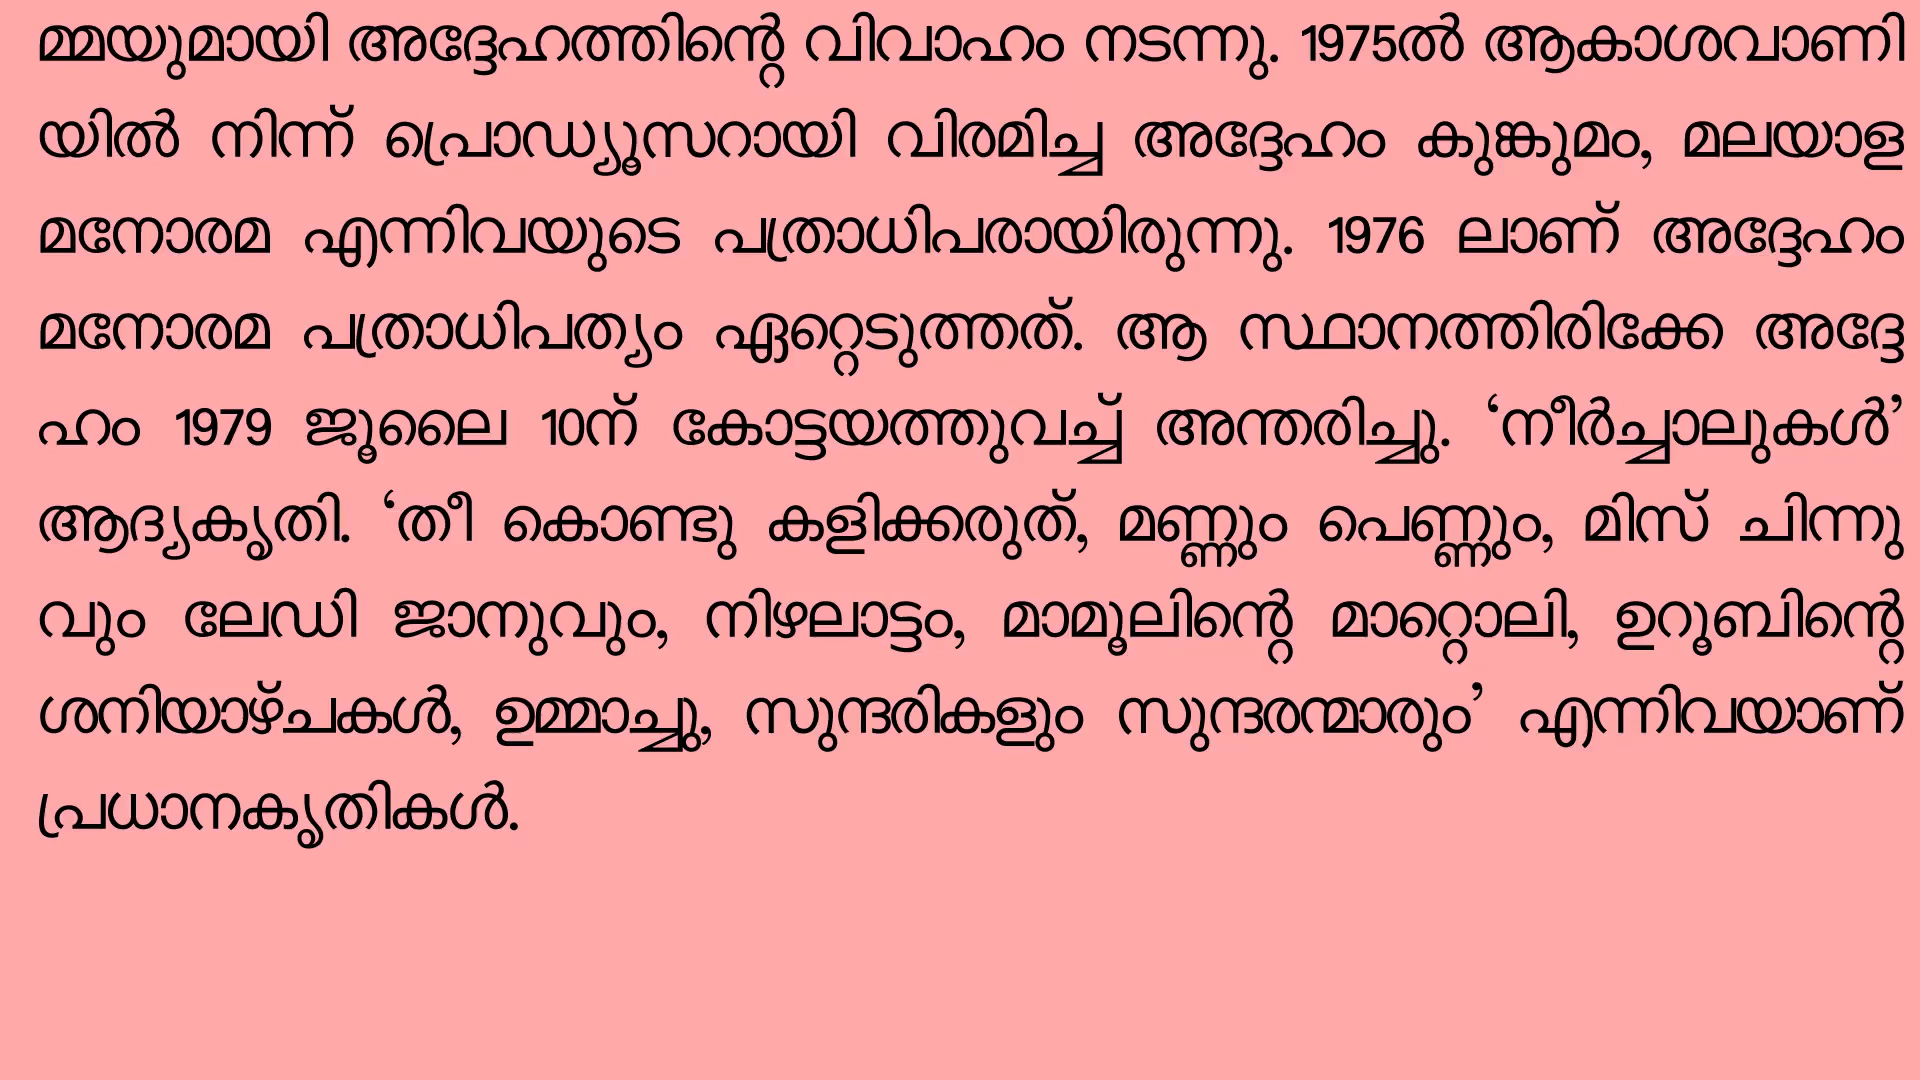 മ്മയുമായി അദ്ദേഹത്തിന്റെ വിവാഹം നടന്നു. 1975ൽ ആകാശവാണി
യിൽ നിന്ന് പ്രൊഡ്യൂസറായി വിരമിച്ച അദ്ദേഹം കുങ്കുമം, മലയാള
മനോരമ എന്നിവയുടെ പത്രാധിപരായിരുന്നു. 1976 ലാണ് അദ്ദേഹം
മനോരമ പത്രാധിപത്യം ഏറ്റെടുത്തത്. ആ സ്ഥാനത്തിരിക്കേ അദ്ദേ
ഹം 1979 ജൂലൈ 10ന് കോട്ടയത്തുവച്ച് അന്തരിച്ചു. ‘നീർച്ചാലുകൾ’
ആദ്യകൃതി. ‘തീ കൊണ്ടു കളിക്കരുത്, മണ്ണും പെണ്ണും, മിസ് ചിന്നു
വും ലേഡി ജാനുവും, നിഴലാട്ടം, മാമൂലിന്റെ മാറ്റൊലി, ഉറൂബിന്റെ
ശനിയാഴ്ചകൾ, ഉമ്മാച്ചു, സുന്ദരികളും സുന്ദരന്മാരും’ എന്നിവയാണ്
പ്രധാനകൃതികൾ.